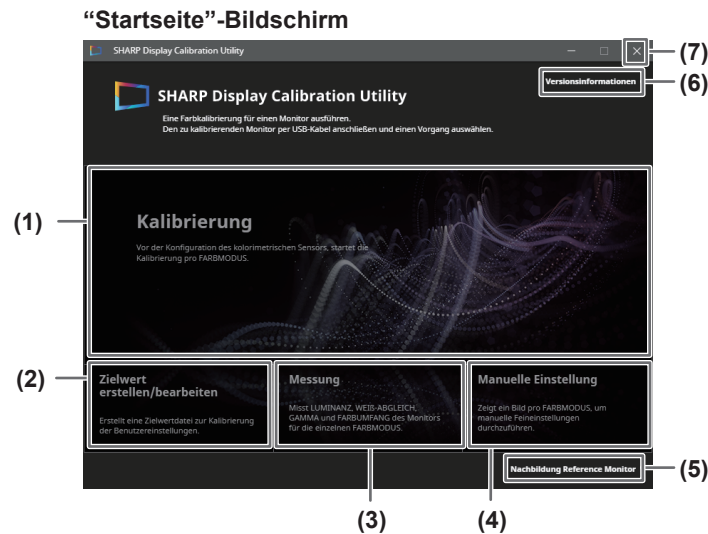 “Startseite”-Bildschirm
SHARP Display Calibration Utility
(7)
Versionsinformationen
(6)
SHARP Display Calibration Utility
Eine Farbkalibrierung für einen Monitor ausführen.
Den zu kalibrierenden Monitor per USB-Kabel anschließen und einen Vorgang auswählen.
(1)
Kalibrierung
Vor der Konfiguration des kolorimetrischen Sensors, startet die
Kalibrierung pro FARBMODUS.
(2)
Zielwert
erstellen/bearbeiten
Erstellt eine Zielwertdatei zur Kalibrierung
der Benutzereinstellungen.
Messung
Misst LUMINANZ, WEIß-ABGLEICH,
GAMMA und FARBUMFANG des Monitors
für die einzelnen FARBMODUS.
Manuelle Einstellung
Zeigt ein Bild pro FARBMODUS, um
manuelle Feineinstellungen
durchzuführen.
Nachbildung Reference Monitor
(5)
(3)
(4)